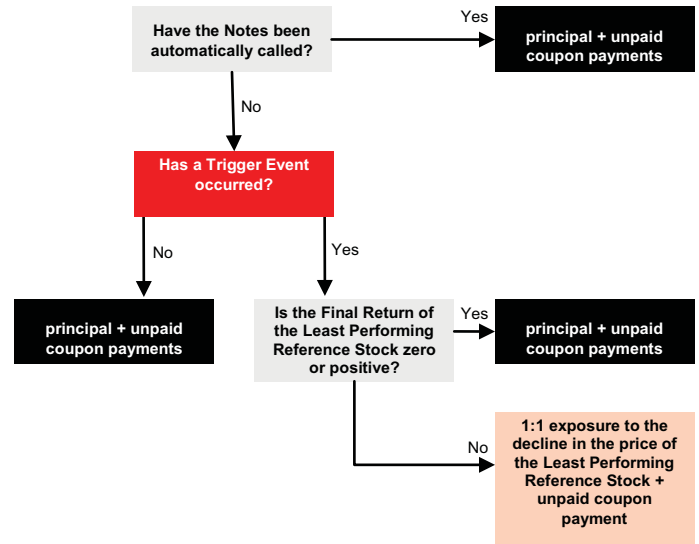 Have the Notes been
automatically called?
Yes
principal + unpaid
coupon payments
No
Has a Trigger Event
occurred?
No
Yes
principal + unpaid
coupon payments
Is the Final Return of
the Least Performing
Reference Stock zero
or positive?
Yes
principal + unpaid
coupon payments
No
1:1 exposure to the
decline in the price of
the Least Performing
Reference Stock +
unpaid coupon
payment